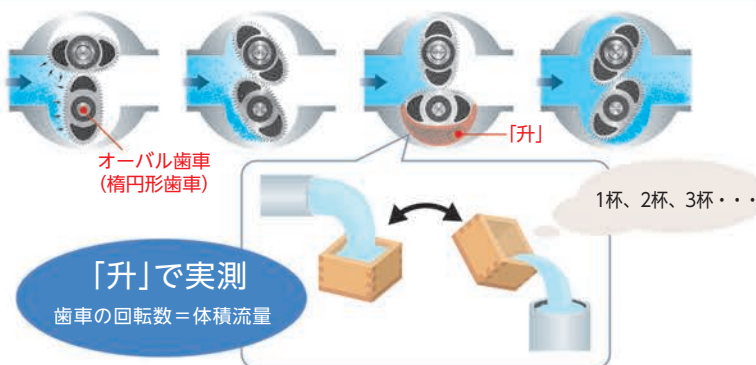 「升」
オーバル歯車
(楕円形歯車)
1杯、2杯、3杯・・・
「升」で実測
歯車の回転数＝体積流量